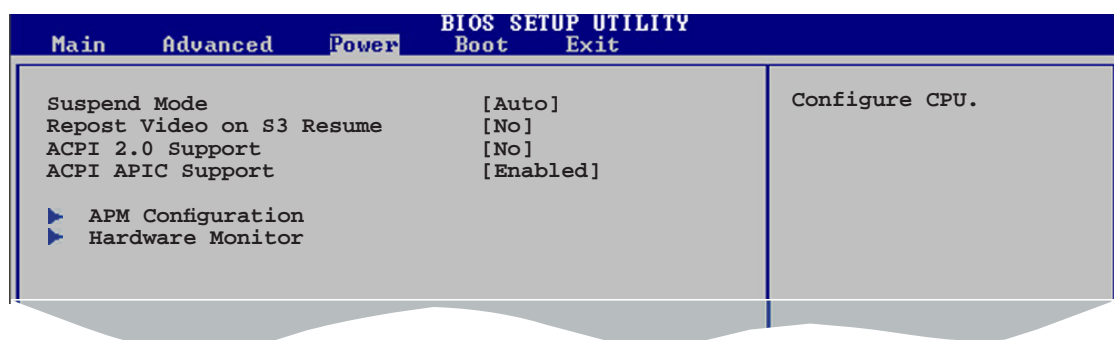 BIOS SETUP UTILITY
Main Advanced Power Boot Exit
Suspend Mode [Auto]
Repost Video on S3 Resume [No]
ACPI 2.0 Support [No]
ACPI APIC Support [Enabled]
APM Configuration
Hardware Monitor
Configure CPU.